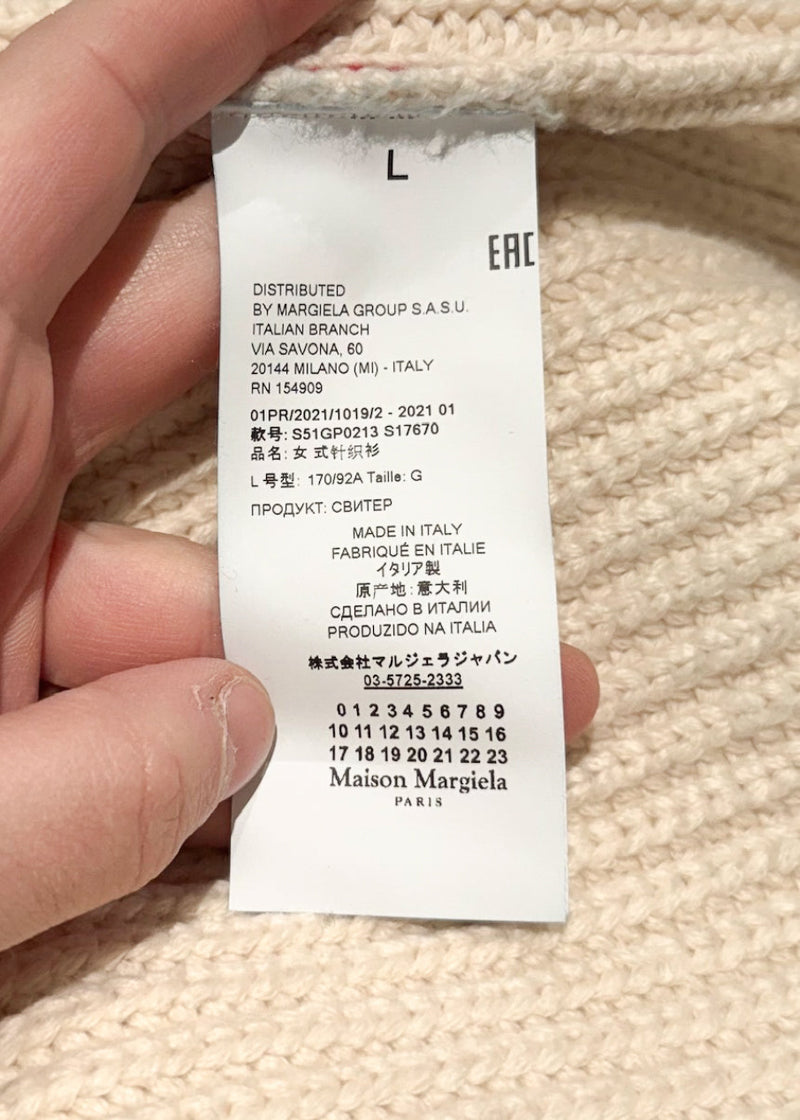 L
EAC
DISTRIBUTED
BY MARGIELA GROUP S.A.S.U.
ITALIAN BRANCH
VIA SAVONA, 60
20144 MILANO (MI) - ITALY
RN 154909
01PR/2021/1019/2 - 2021 01
款号: S51GP0213 S17670
品名: 女 式针织衫
L 号型: 170/92A Taille: G
ПРОДУКТ: СВИТЕР
MADE IN ITALY
FABRIQUÉ EN ITALIE
イタリア製
原产地: 意大利
СДЕЛАНО В ИТАЛИИ
PRODUZIDO NA ITALIA
株式会社マルジェラジャパン
03-5725-2333
0 1 2 3 4 5 6 7 8 9
10 11 12 13 14 15 16
17 18 19 20 21 22 23
Maison Margiela
PARIS